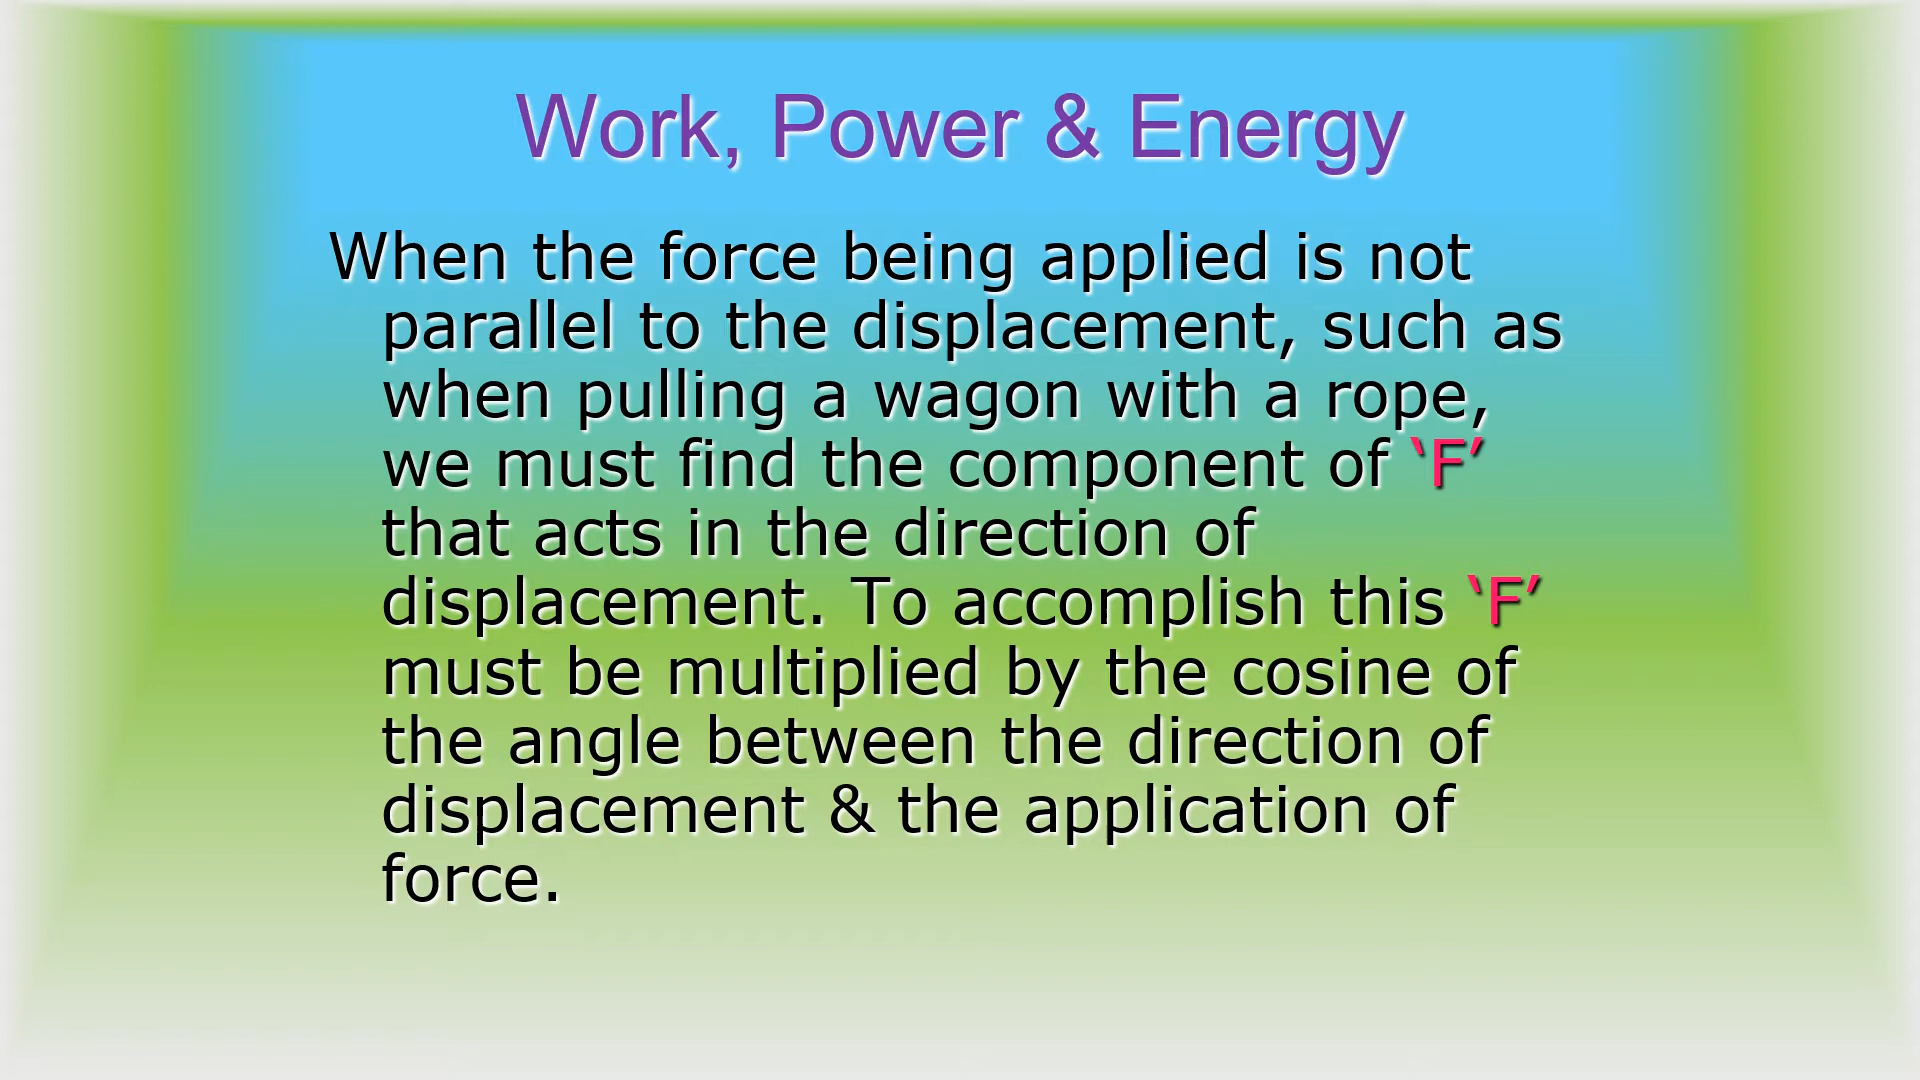 Work, Power & Energy
When the force being applied is not
parallel to the displacement, such as
when pulling a wagon with a rope,
we must find the component of ‘F’
that acts in the direction of
displacement. To accomplish this ‘F’
must be multiplied by the cosine of
the angle between the direction of
displacement & the application of
force.